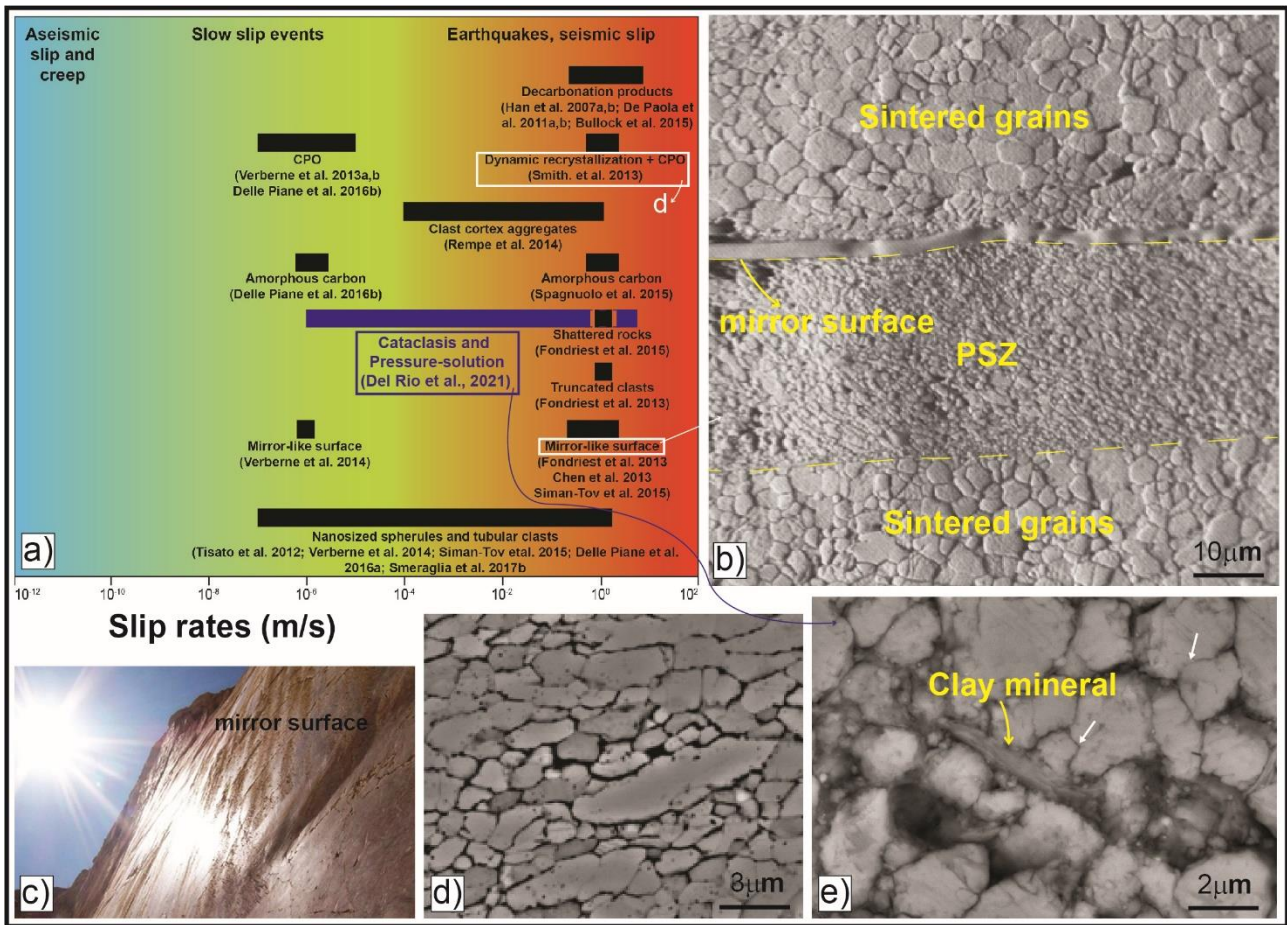 Aseismic
slip and
creep
Slow slip events
Earthquakes, seismic slip
Decarbonation products
(Han et al. 2007a,b; De Paola et
al. 2011a,b; Bullock et al. 2015)
CPO
(Verberne et al. 2013a,b
Delle Piane et al. 2016b)
Dynamic recrystallization + CPO
(Smith. et al. 2013)
d
Clast cortex aggregates
(Rempe et al. 2014)
Amorphous carbon
(Delle Piane et al. 2016b)
Amorphous carbon
(Spagnuolo et al. 2015)
Cataclasis and
Pressure-solution
(Del Rio et al., 2021)
Shattered rocks
(Fondriest et al. 2015)
Truncated clasts
(Fondriest et al. 2013)
Mirror-like surface
(Verberne et al. 2014)
Mirror-like surface
(Fondriest et al. 2013
Chen et al. 2013
Siman-Tov et al. 2015)
Nanosized spherules and tubular clasts
(Tisato et al. 2012; Verberne et al. 2014; Siman-Tov etal. 2015; Delle Piane et al.
2016a; Smeraglia et al. 2017b)
a)
10⁻¹² 10⁻¹⁰ 10⁻⁸ 10⁻⁶ 10⁻⁴ 10⁻² 10⁰ 10²
Slip rates (m/s)
Sintered grains
mirror surface
PSZ
Sintered grains
b)
10µm
mirror surface
c)
d)
8µm
Clay mineral
e)
2µm